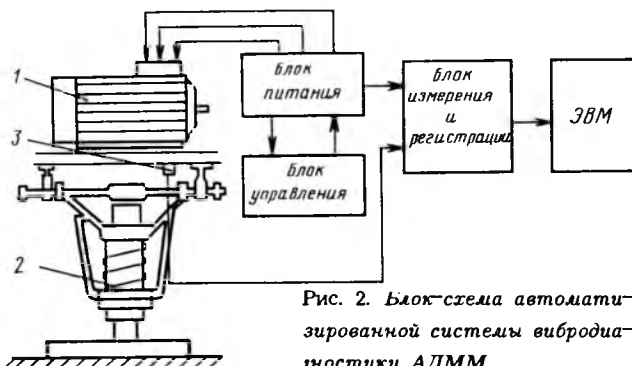 1
3
2
Блок
питания
Блок
управления
Блок
измерения
и
регистрации
ЭВМ
Рис. 2. Блок-схема автомати-
зированной системы вибродиа-
гностики АДММ